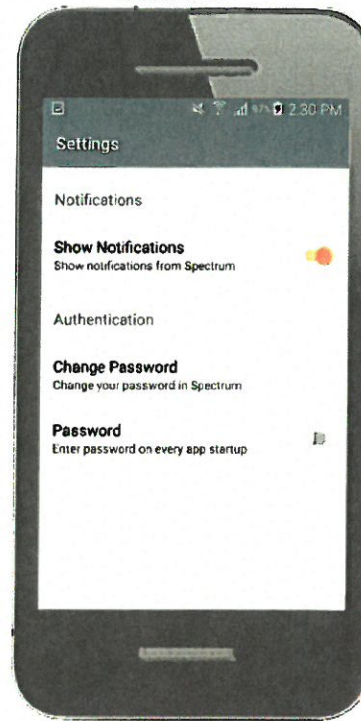 2:30 PM
Settings
Notifications
Show Notifications
Show notifications from Spectrum
Authentication
Change Password
Change your password in Spectrum
Password
Enter password on every app startup